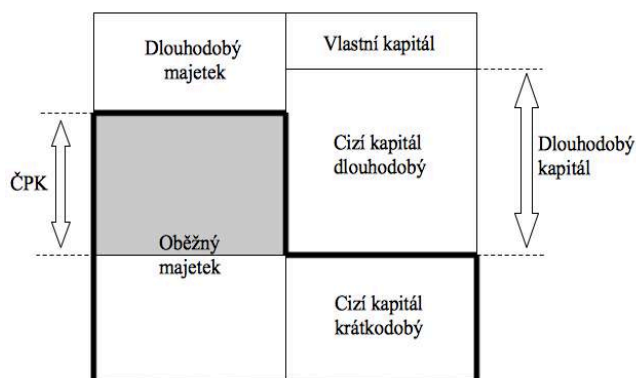 Dlouhodobý
majetek
Vlastní kapitál
ČPK
Cizí kapitál
dlouhodobý
Dlouhodobý
kapitál
Oběžný
majetek
Cizí kapitál
krátkodobý